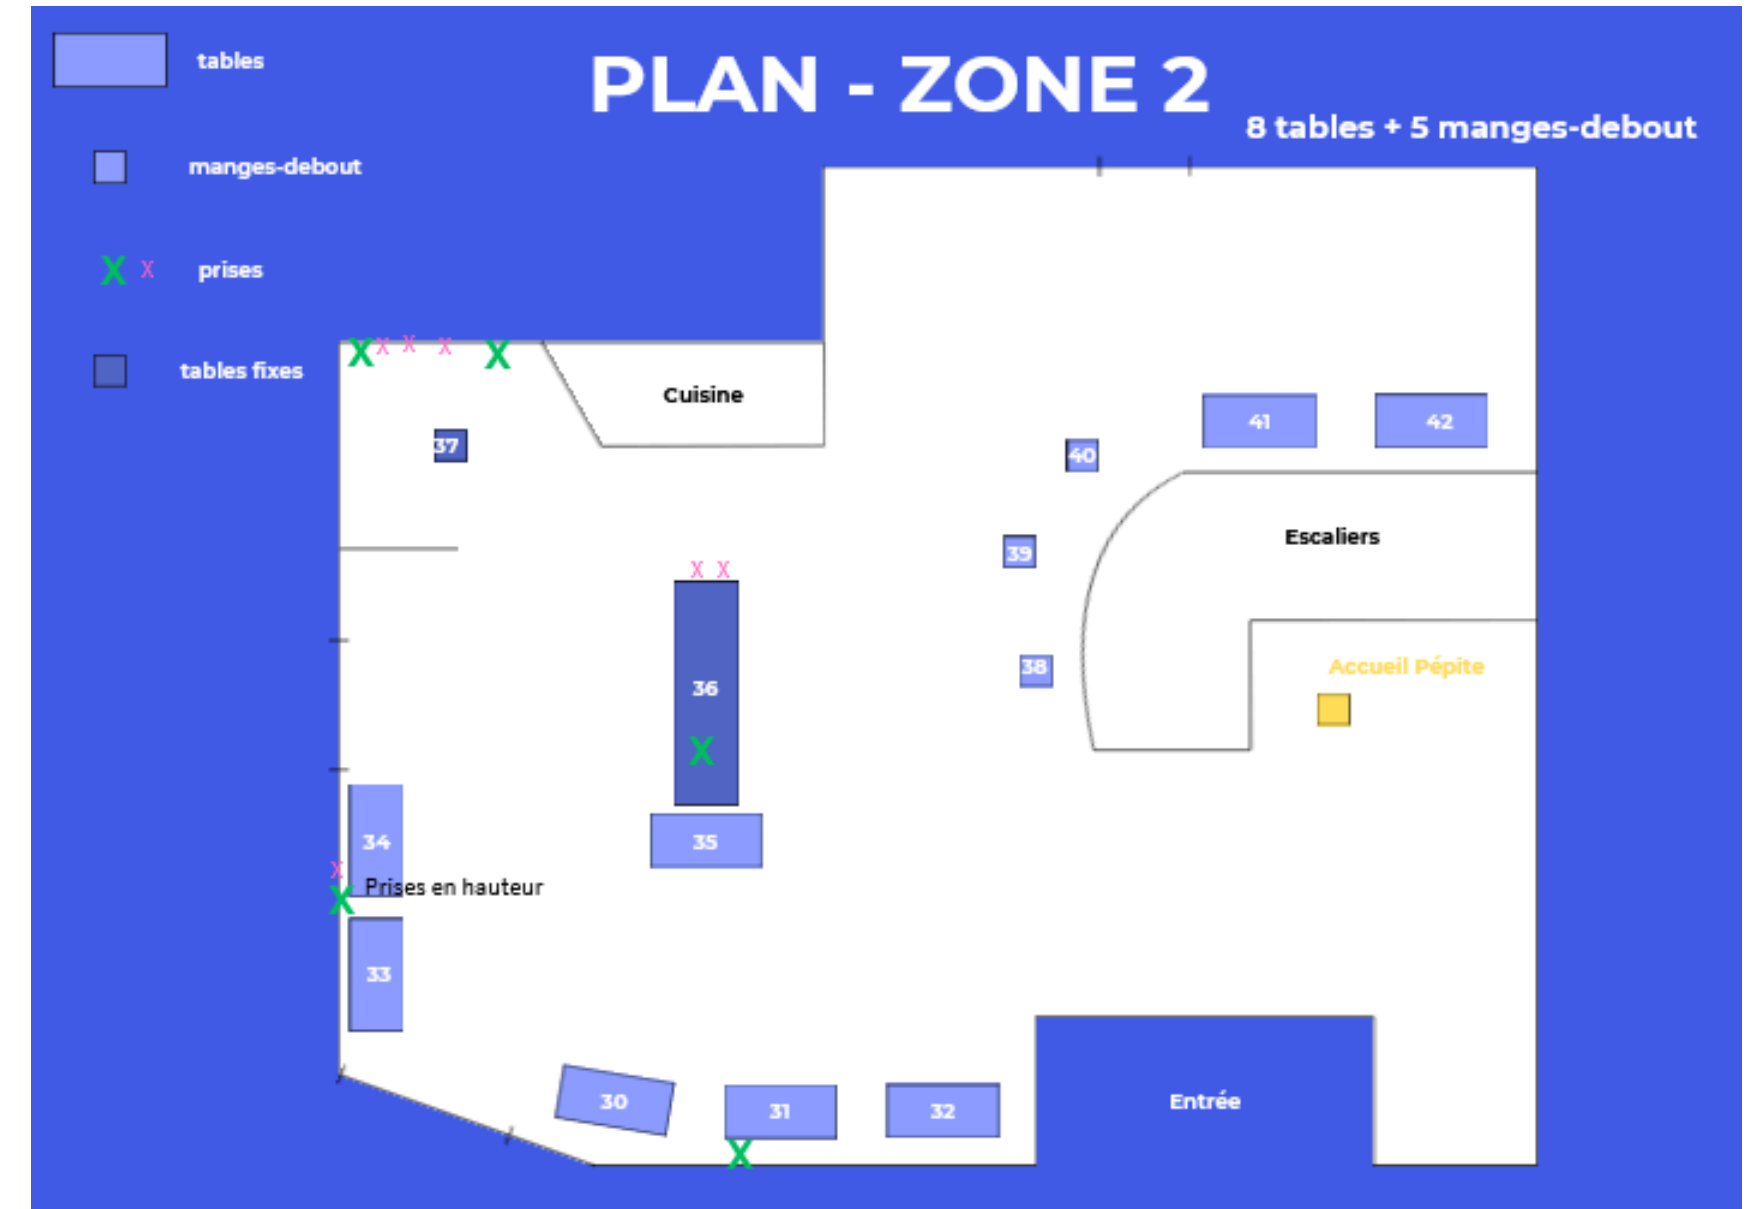 tables
PLAN - ZONE 2
8 tables + 5 manges-debout
manges-debout
X X prises
tables fixes
X X X X X
Cuisine
37
41
42
40
Escaliers
39
X X
38
Accueil Pépite
36
X
34
35
X
X Prises en hauteur
33
30
31
32
Entrée
X